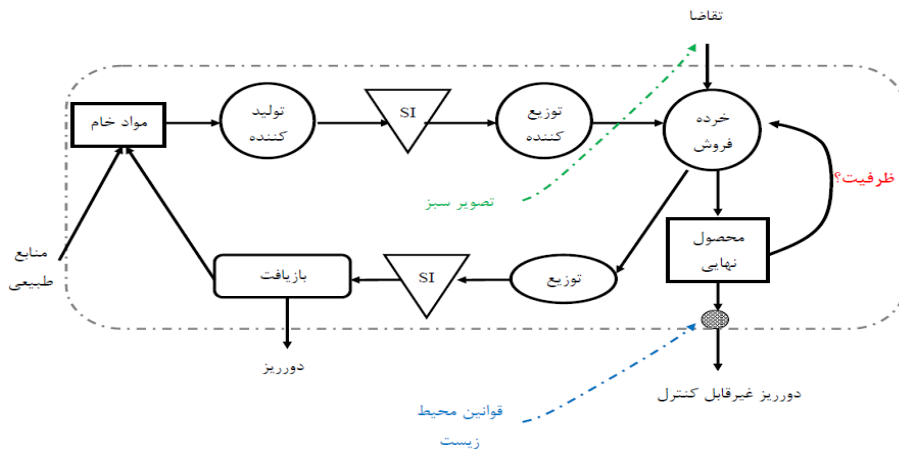 تقاضا
مواد خام
تولید
کننده
SI
توزیع
کننده
خرده
فروش
ظرفیت؟
تصویر سبز
منابع
طبیعی
بازیافت
SI
توزیع
محصول
نهایی
دورریز
دورریز غیرقابل کنترل
قوانین محیط
زیست